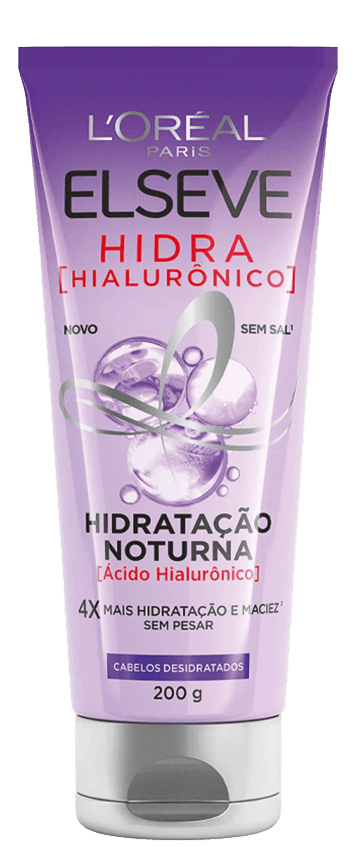 L'ORÉAL
PARIS
ELSEVE
HIDRA
[HIALURÔNICO]
NOVO
SEM SAL¹
HIDRATAÇÃO
NOTURNA
[Ácido Hialurônico]
4X MAIS HIDRATAÇÃO E MACIEZ²
SEM PESAR
CABELOS DESIDRATADOS
200 g